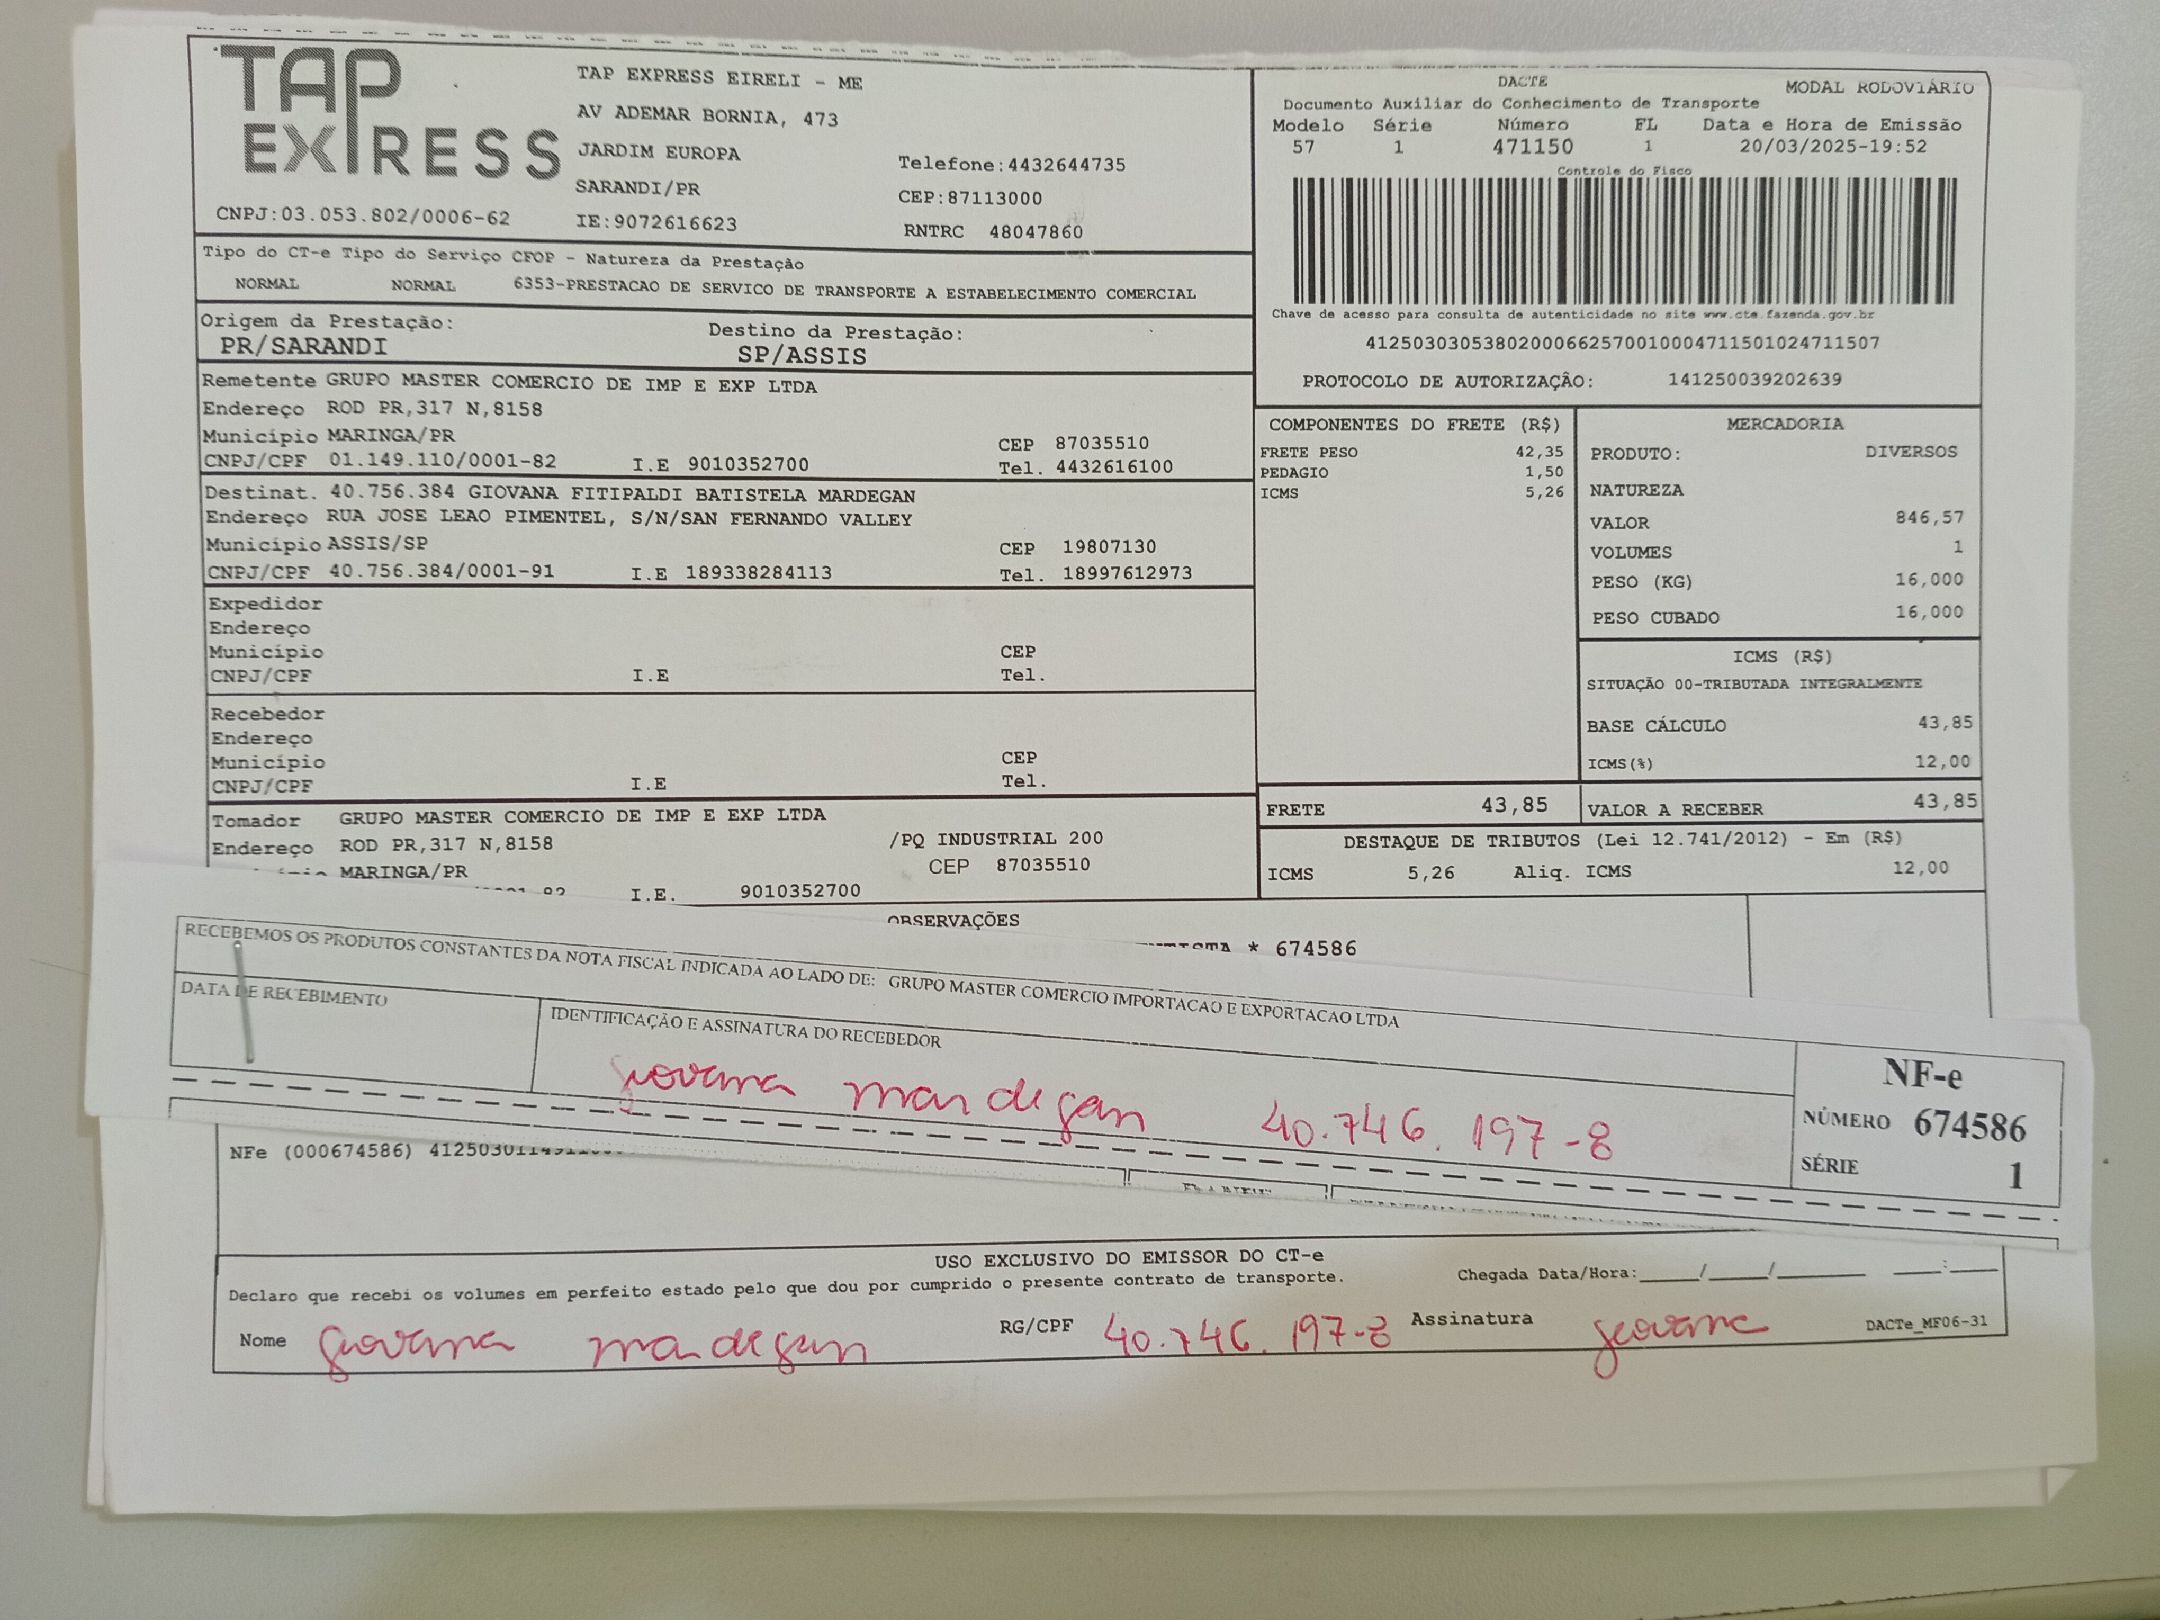 TAP EXPRESS
TAP EXPRESS EIRELI - ME
AV ADEMAR BORNIA, 473
JARDIM EUROPA
Telefone:4432644735
SARANDI/PR
CEP:87113000
CNPJ:03.053.802/0006-62
IE:9072616623
RNTRC 48047860
DACTE
MODAL RODOVIÁRIO
Documento Auxiliar do Conhecimento de Transporte
Modelo Série Número FL Data e Hora de Emissão
57 1 471150 1 20/03/2025-19:52
Controle do Fisco
Chave de acesso para consulta de autenticidade no site www.cte.fazenda.gov.br
41250303053802000662570010004711501024711507
PROTOCOLO DE AUTORIZAÇÃO: 141250039202639
Tipo do CT-e Tipo do Serviço CFOP - Natureza da Prestação
NORMAL NORMAL 6353-PRESTACAO DE SERVICO DE TRANSPORTE A ESTABELECIMENTO COMERCIAL
Origem da Prestação: Destino da Prestação:
PR/SARANDI SP/ASSIS
Remetente GRUPO MASTER COMERCIO DE IMP E EXP LTDA
Endereço ROD PR,317 N,8158
Município MARINGA/PR CEP 87035510
CNPJ/CPF 01.149.110/0001-82 I.E 9010352700 Tel. 4432616100
Destinat. 40.756.384 GIOVANA FITIPALDI BATISTELA MARDEGAN
Endereço RUA JOSE LEAO PIMENTEL, S/N/SAN FERNANDO VALLEY
Município ASSIS/SP CEP 19807130
CNPJ/CPF 40.756.384/0001-91 I.E 189338284113 Tel. 18997612973
Expedidor
Endereço
Município CEP
CNPJ/CPF I.E Tel.
Recebedor
Endereço
Município CEP
CNPJ/CPF I.E Tel.
Tomador GRUPO MASTER COMERCIO DE IMP E EXP LTDA
Endereço ROD PR,317 N,8158 /PQ INDUSTRIAL 200
MARINGA/PR CEP 87035510
I.E. 9010352700
COMPONENTES DO FRETE (R$)
FRETE PESO 42,35
PEDAGIO 1,50
ICMS 5,26
MERCADORIA
PRODUTO: DIVERSOS
NATUREZA
VALOR 846,57
VOLUMES 1
PESO (KG) 16,000
PESO CUBADO 16,000
ICMS (R$)
SITUAÇÃO 00-TRIBUTADA INTEGRALMENTE
BASE CÁLCULO 43,85
ICMS(%) 12,00
FRETE 43,85 VALOR A RECEBER 43,85
DESTAQUE DE TRIBUTOS (Lei 12.741/2012) - Em (R$)
ICMS 5,26 Aliq. ICMS 12,00
OBSERVAÇÕES
* 674586
RECEBEMOS OS PRODUTOS CONSTANTES DA NOTA FISCAL INDICADA AO LADO DE: GRUPO MASTER COMERCIO IMPORTACAO E EXPORTACAO LTDA
DATA DE RECEBIMENTO
IDENTIFICAÇÃO E ASSINATURA DO RECEBEDOR
giovana mardegan 40.746.197-8
NF-e
NÚMERO 674586
SÉRIE 1
NFe (000674586)
USO EXCLUSIVO DO EMISSOR DO CT-e
Declaro que recebi os volumes em perfeito estado pelo que dou por cumprido o presente contrato de transporte.
Chegada Data/Hora:____/____/______ ___:___
Nome giovana mardegan RG/CPF 40.746.197-8 Assinatura giovana
DACTe_MF06-31